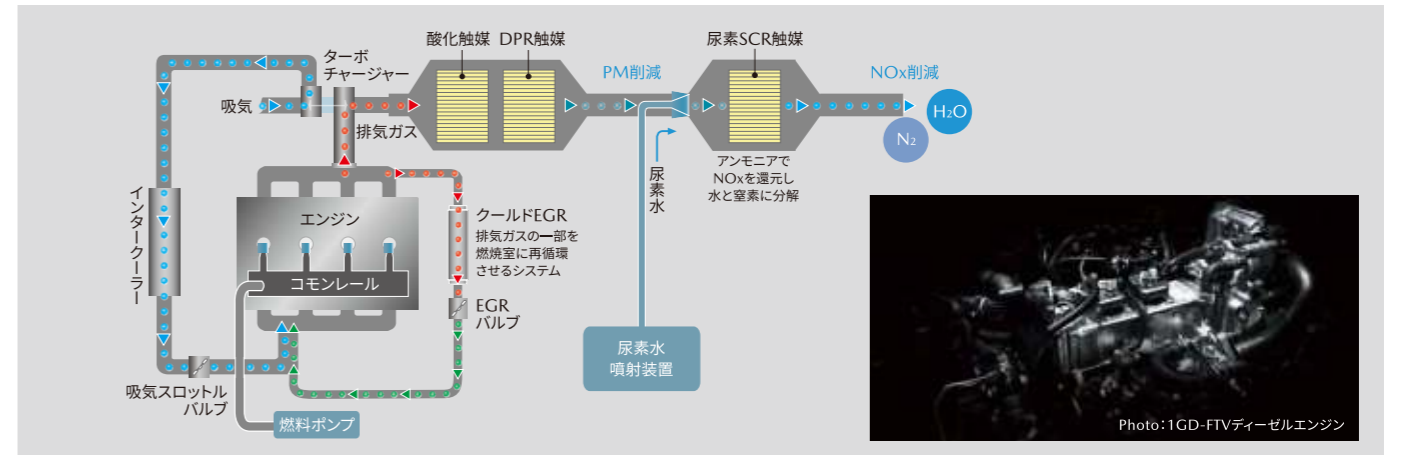 酸化触媒
DPR触媒
尿素SCR触媒
ターボ
チャージャー
PM削減
NOx削減
吸気
排気ガス
H2O
N2
アンモニアで
NOxを還元し
水と窒素に分解
尿素水
インタークーラー
エンジン
コモンレール
クールドEGR
排気ガスの一部を
燃焼室に再循環
させるシステム
EGR
バルブ
尿素水
噴射装置
吸気スロットル
バルブ
燃料ポンプ
Photo：1GD-FTVディーゼルエンジン